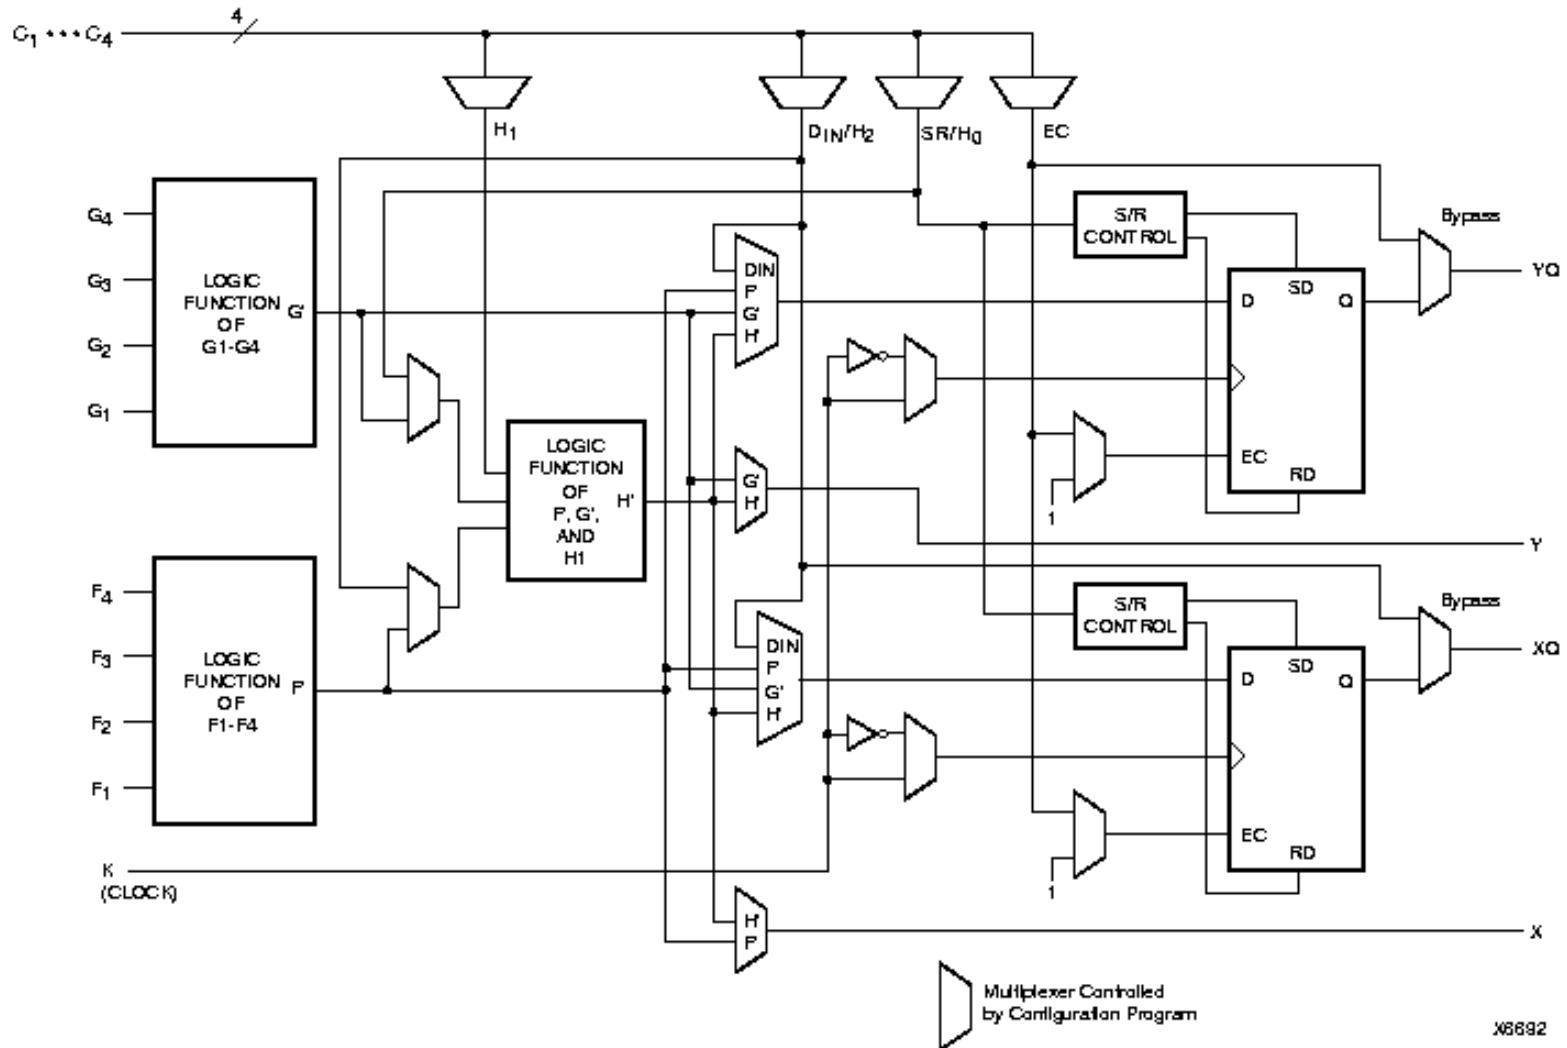 4
C1 • • • C4
H1
DIN/H2
SR/H0
EC
G4
G3
G2
G1
LOGIC
FUNCTION
OF
G1-G4
G'
DIN
F'
G'
H'
S/R
CONTROL
Bypass
YQ
D
SD
Q
EC
RD
1
LOGIC
FUNCTION
OF
F', G',
AND
H1
H'
G'
H'
Y
F4
F3
F2
F1
LOGIC
FUNCTION
OF
F1-F4
F'
DIN
F'
G'
H'
S/R
CONTROL
Bypass
XQ
D
SD
Q
EC
RD
1
K
(CLOCK)
H'
F'
X
Multiplexer Controlled
by Configuration Program
X6692